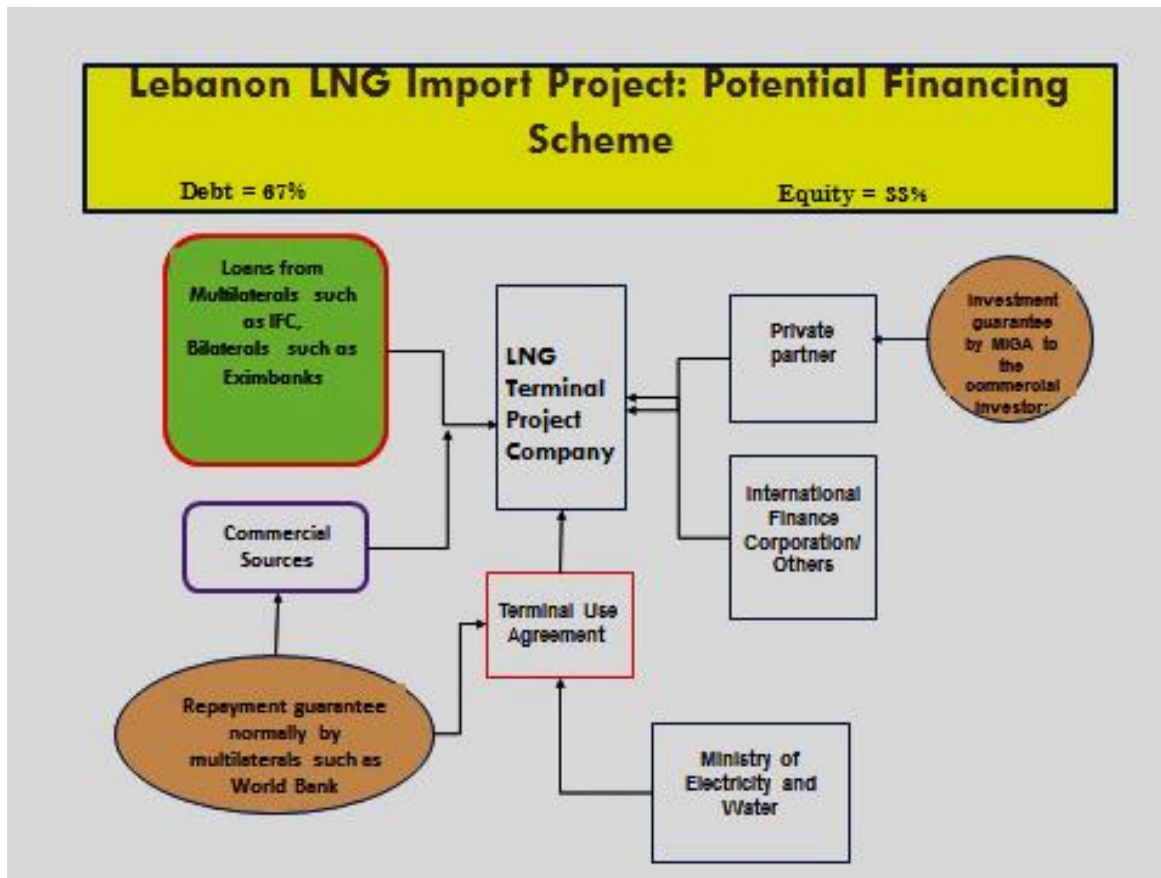 Lebanon LNG Import Project: Potential Financing
Scheme
Debt = 67%
Equity = 33%
Loans from
Multilaterals such
as IFC,
Bilaterals such as
Eximbanks
LNG
Terminal
Project
Company
Private
partner
Investment
guarantee
by MIGA to
the
commercial
investor:
International
Finance
Corporation/
Others
Commercial
Sources
Terminal Use
Agreement
Repayment guarantee
normally by
multilaterals such as
World Bank
Ministry of
Electricity and
Water